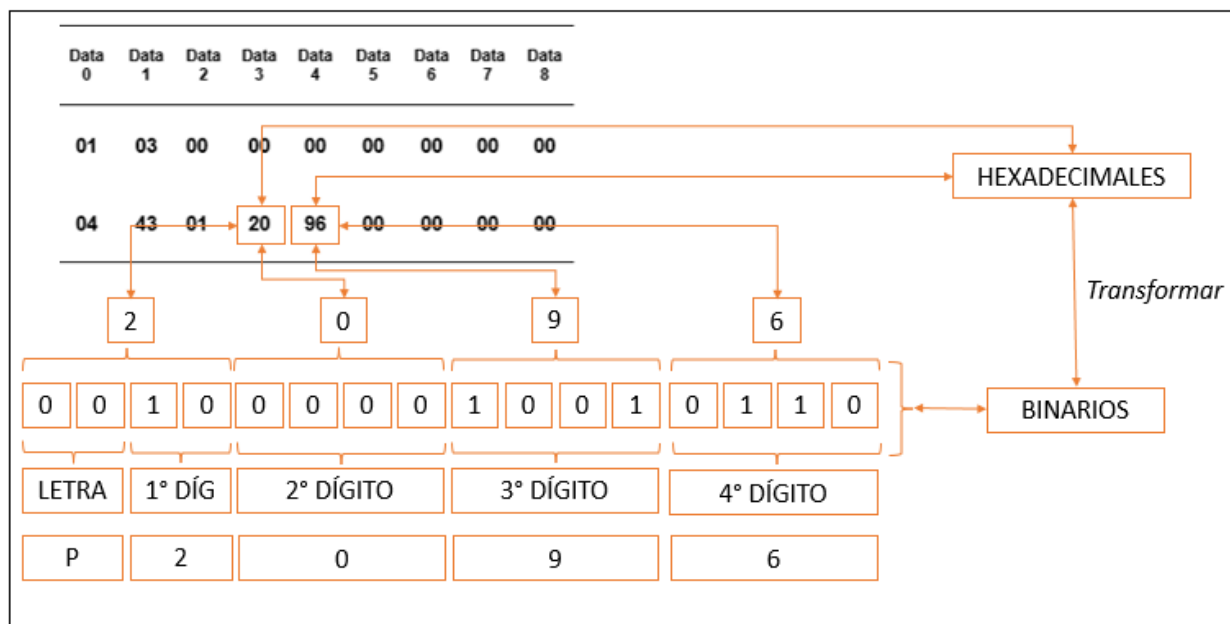 Data Data Data Data Data Data Data Data Data
0 1 2 3 4 5 6 7 8
01 03 00 00 00 00 00 00 00
HEXADECIMALES
04 43 01 20 96 00 00 00 00
Transformar
2 0 9 6
0 0 1 0 0 0 0 0 1 0 0 1 0 1 1 0
BINARIOS
LETRA 1° DÍG 2° DÍGITO 3° DÍGITO 4° DÍGITO
P 2 0 9 6